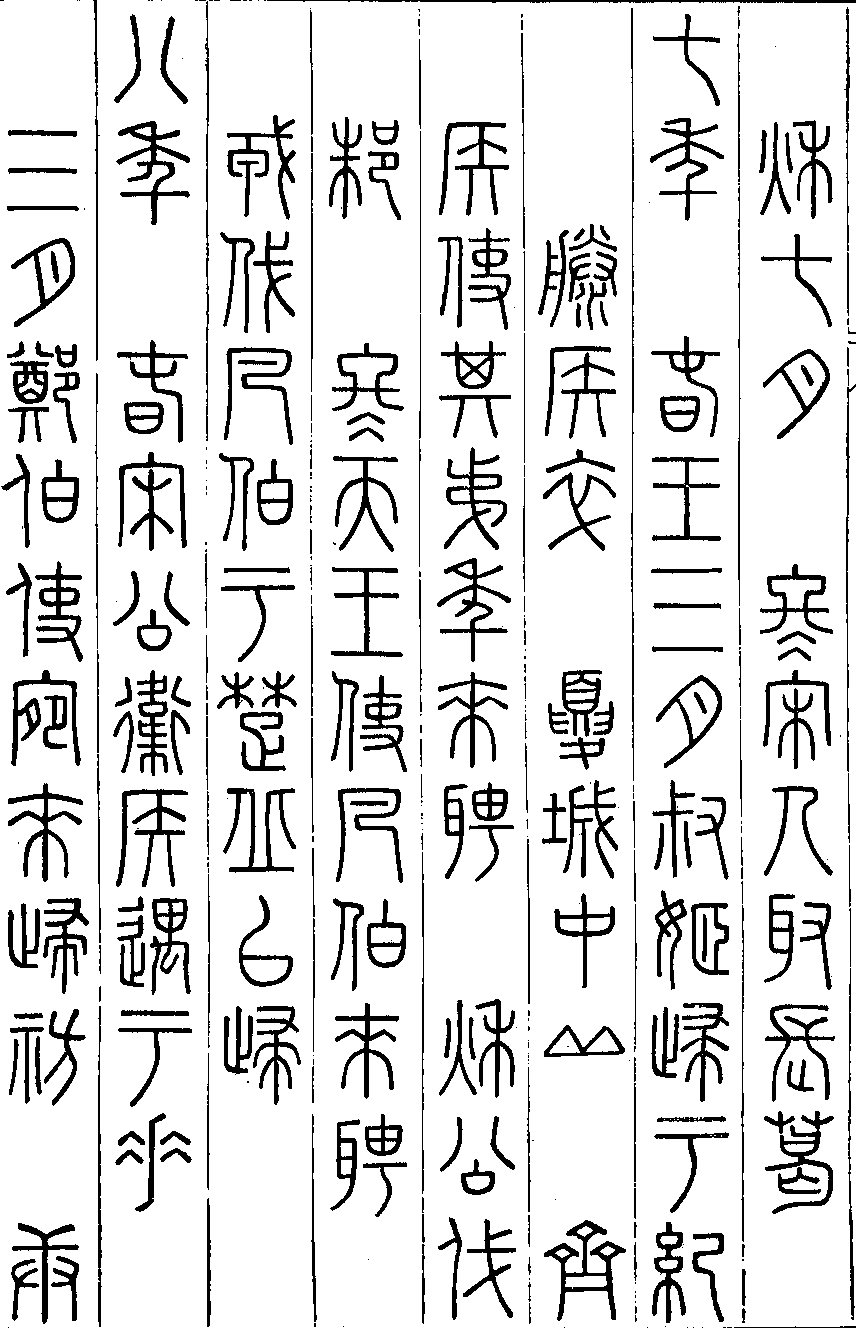 秋七月　冬宋人取長葛
七年　春王三月叔姬歸于紀
滕侯卒　夏城中丘　齊
侯使其弟年來聘　秋公伐
邾　冬天王使凡伯來聘
戎伐凡伯于楚丘以歸
八年　春宋公衛侯遇于垂
三月鄭伯使宛來歸祊　庚